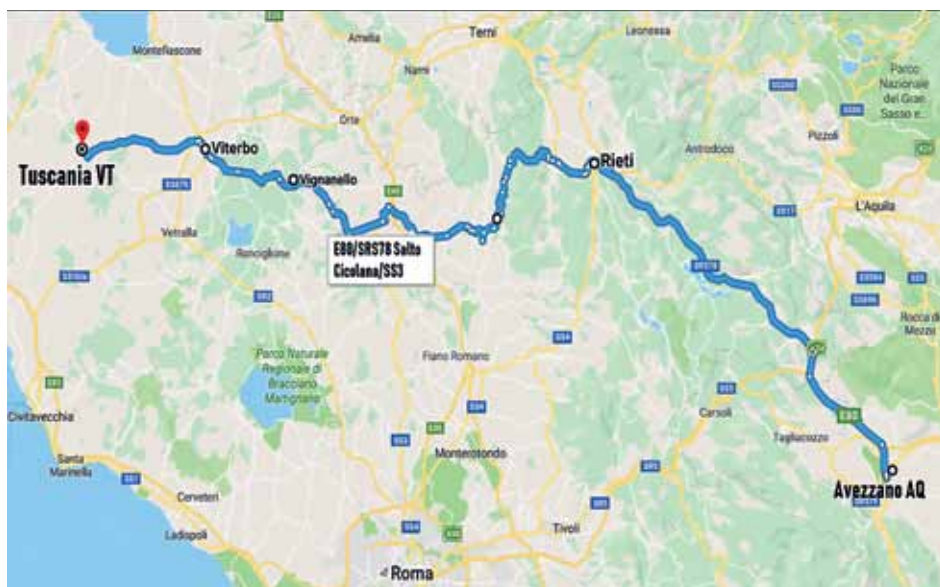 Montefiascone
Amelia
Terni
Leonessa
Narni
Parco
Nazionale
del Gran
Sasso e...
Orte
Pizzoli
Antrodoco
Tuscania VT
Viterbo
Vignanello
Rieti
L'Aquila
Vetralla
Ronciglione
E80/SRS78 Salto
Cicolana/SS3
Rocca di
Mezzo
Fiano Romano
Parco Naturale
Regionale di
Bracciano
Martignano
Civitavecchia
Carsoli
E80
Tagliacozzo
Santa
Marinella
Monterotondo
Avezzano AQ
Cerveteri
Tivoli
Ladispoli
Roma